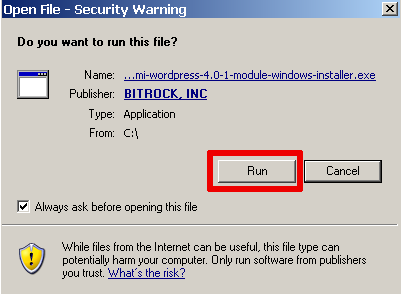 Open File - Security Warning
Do you want to run this file?
Name: ...mi-wordpress-4.0-1-module-windows-installer.exe
Publisher: BITROCK, INC
Type: Application
From: C:\
Run Cancel
Always ask before opening this file
While files from the Internet can be useful, this file type can
potentially harm your computer. Only run software from publishers
you trust. What's the risk?